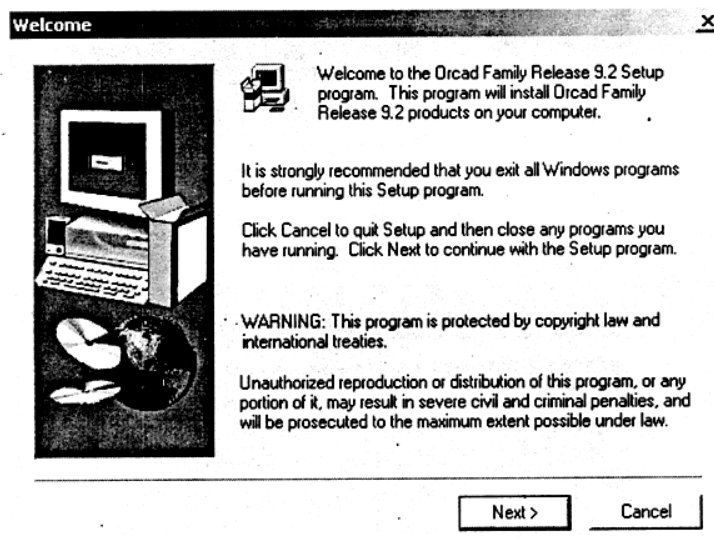 Welcome
Welcome to the Orcad Family Release 9.2 Setup
program. This program will install Orcad Family
Release 9.2 products on your computer.
It is strongly recommended that you exit all Windows programs
before running this Setup program.
Click Cancel to quit Setup and then close any programs you
have running. Click Next to continue with the Setup program.
WARNING: This program is protected by copyright law and
international treaties.
Unauthorized reproduction or distribution of this program, or any
portion of it, may result in severe civil and criminal penalties, and
will be prosecuted to the maximum extent possible under law.
Next > Cancel